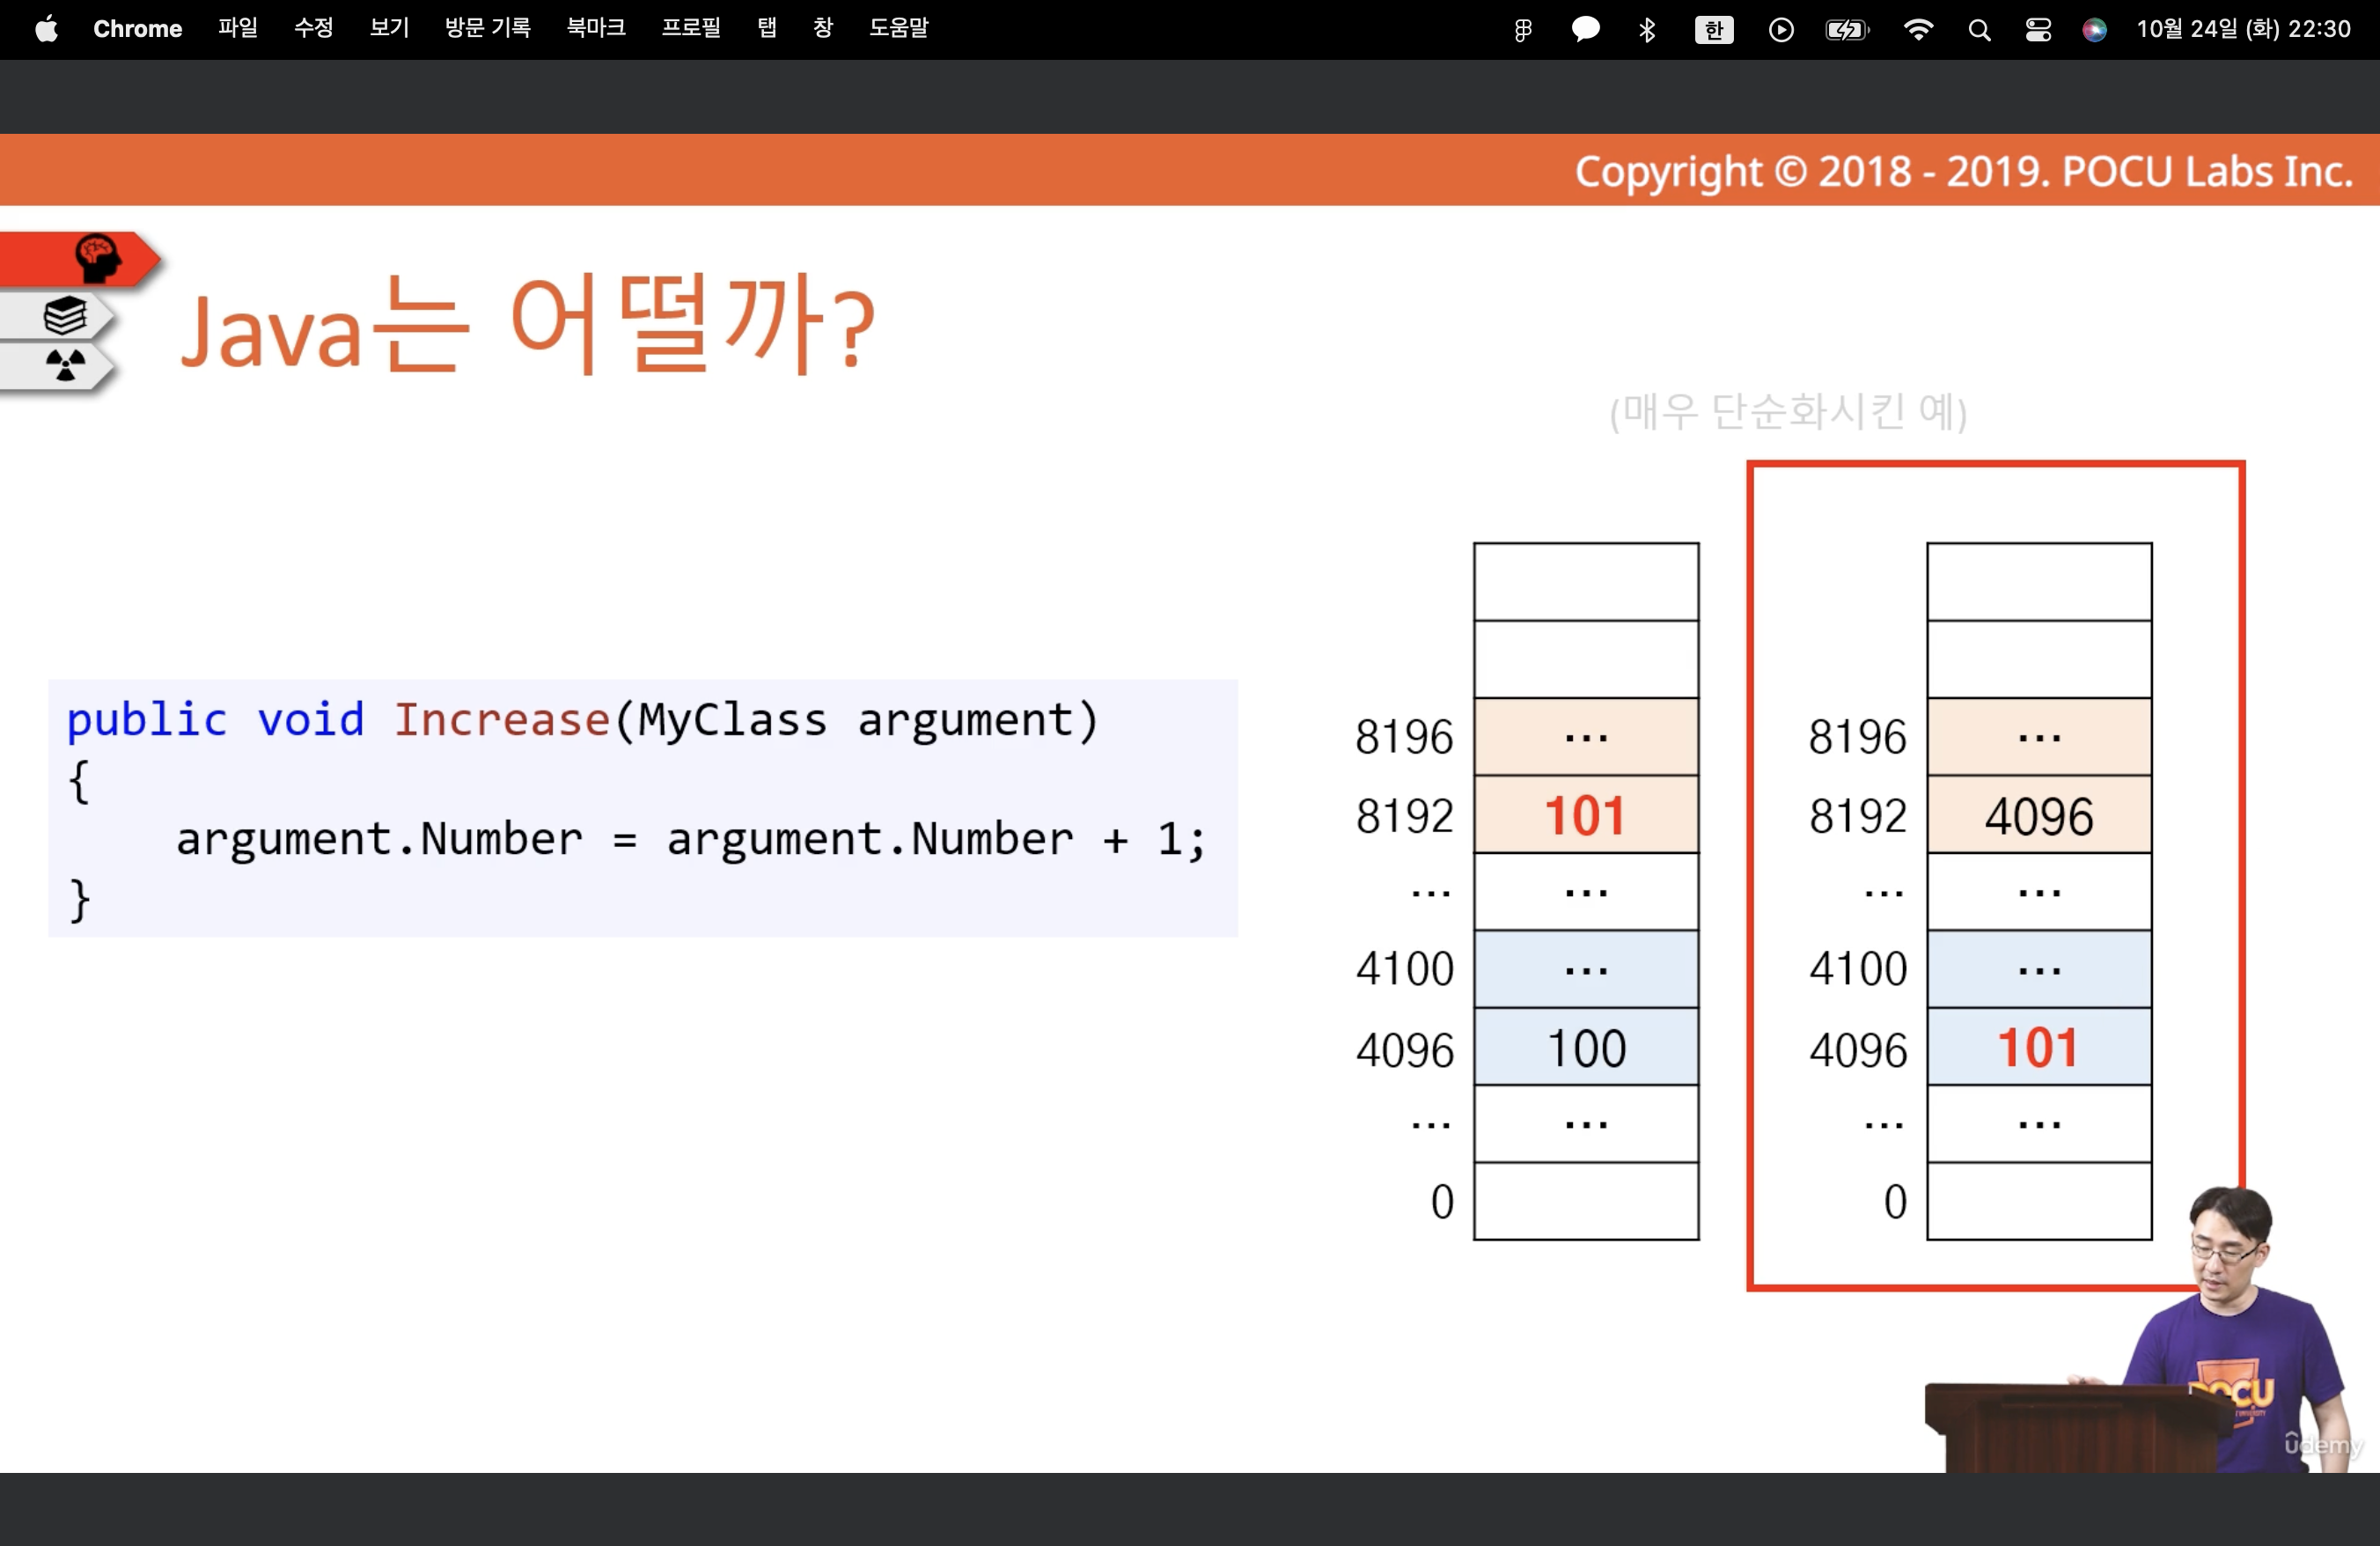 Chrome 파일 수정 보기 방문 기록 북마크 프로필 탭 창 도움말 한 10월 24일 (화) 22:30
Copyright © 2018 - 2019. POCU Labs Inc.
Java는 어떨까?
(매우 단순화시킨 예)
public void Increase(MyClass argument)
{
argument.Number = argument.Number + 1;
}
8196 ...
8192 101
... ...
4100 ...
4096 100
... ...
0
8196 ...
8192 4096
... ...
4100 ...
4096 101
... ...
0
POCU
udemy